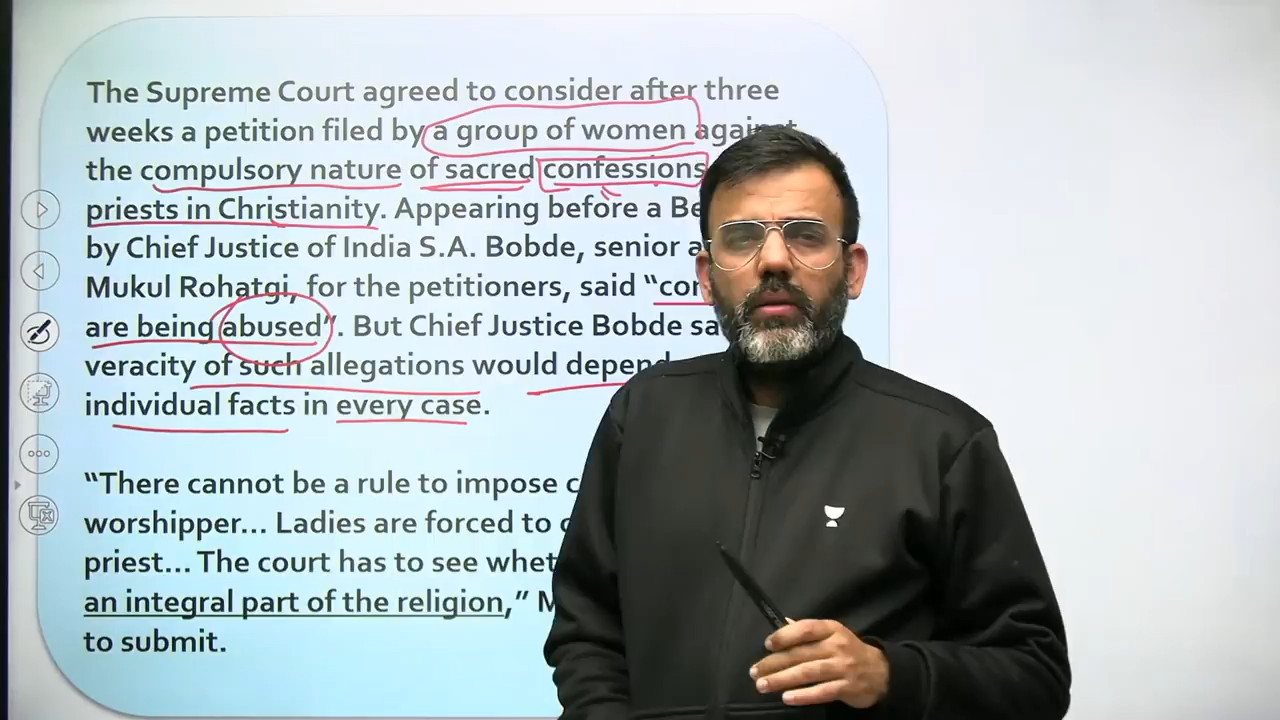 The Supreme Court agreed to consider after three
weeks a petition filed by a group of women against
the compulsory nature of sacred confessions
priests in Christianity. Appearing before a
by Chief Justice of India S.A. Bobde, senior
Mukul Rohatgi, for the petitioners, said
are being abused”. But Chief Justice Bobde
veracity of such allegations would
individual facts in every case.
“There cannot be a rule to impose
worshipper... Ladies are forced to
priest... The court has to see
an integral part of the religion,”
to submit.